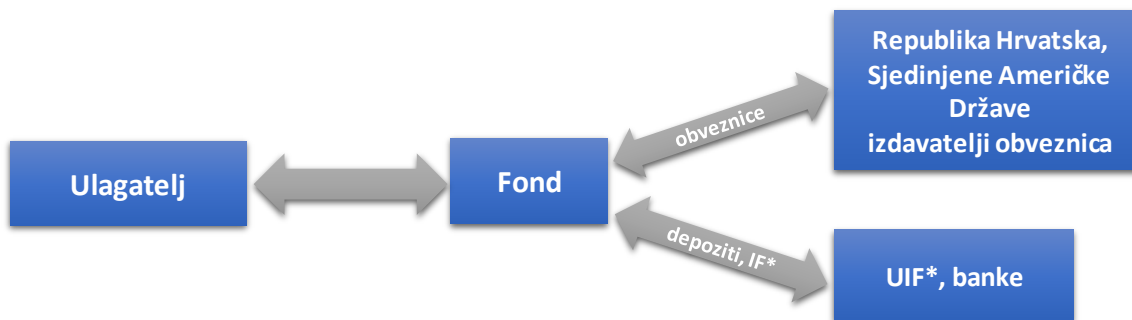 Ulagatelj
Fond
obveznice
Republika Hrvatska,
Sjedinjene Američke
Države
izdavatelji obveznica
depoziti, IF*
UIF*, banke